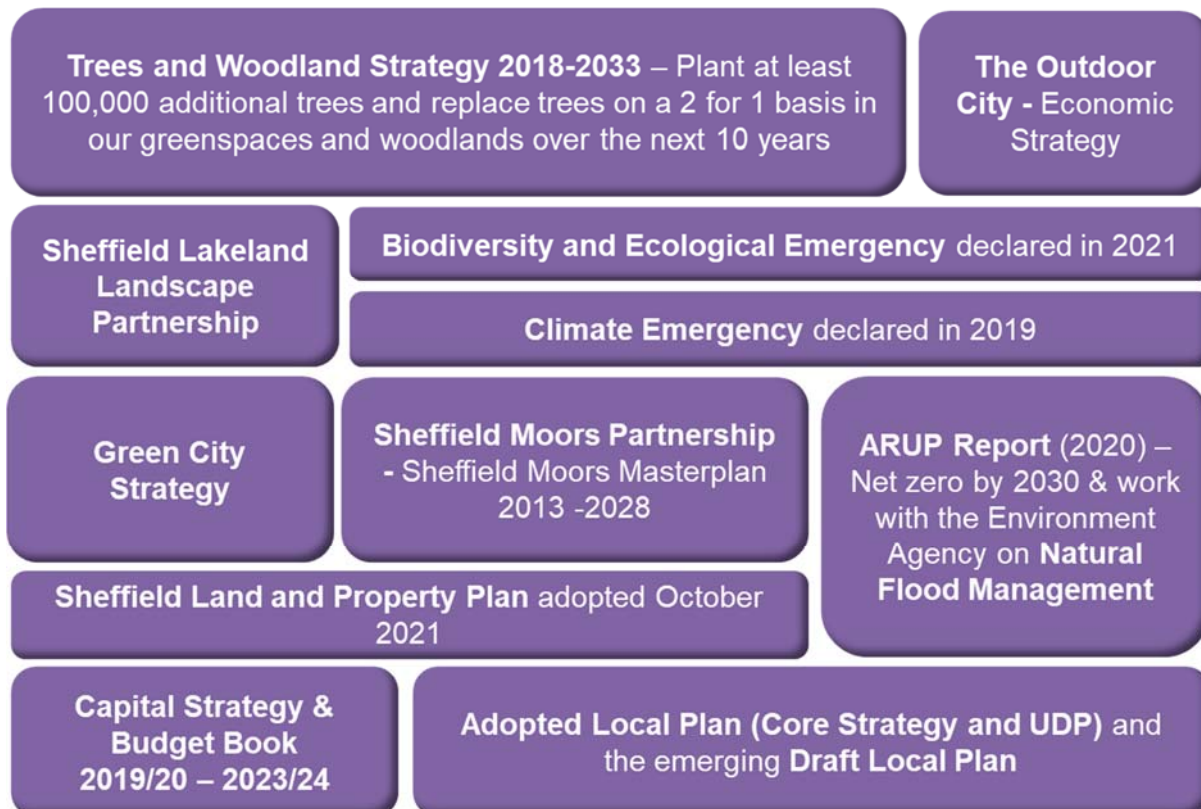 Trees and Woodland Strategy 2018-2033 – Plant at least
100,000 additional trees and replace trees on a 2 for 1 basis in
our greenspaces and woodlands over the next 10 years
The Outdoor
City - Economic
Strategy
Sheffield Lakeland
Landscape
Partnership
Biodiversity and Ecological Emergency declared in 2021
Climate Emergency declared in 2019
Green City
Strategy
Sheffield Moors Partnership
- Sheffield Moors Masterplan
2013 -2028
ARUP Report (2020) –
Net zero by 2030 & work
with the Environment
Agency on Natural
Flood Management
Sheffield Land and Property Plan adopted October
2021
Capital Strategy &
Budget Book
2019/20 – 2023/24
Adopted Local Plan (Core Strategy and UDP) and
the emerging Draft Local Plan